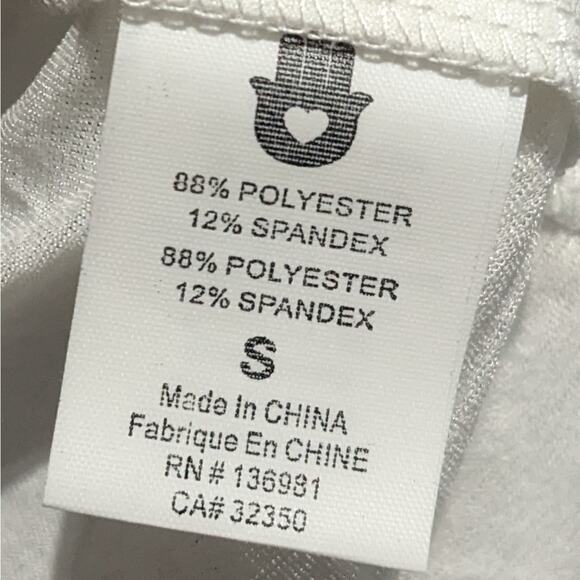 88% POLYESTER
12% SPANDEX
88% POLYESTER
12% SPANDEX
S
Made In CHINA
Fabrique En CHINE
RN # 136981
CA# 32350